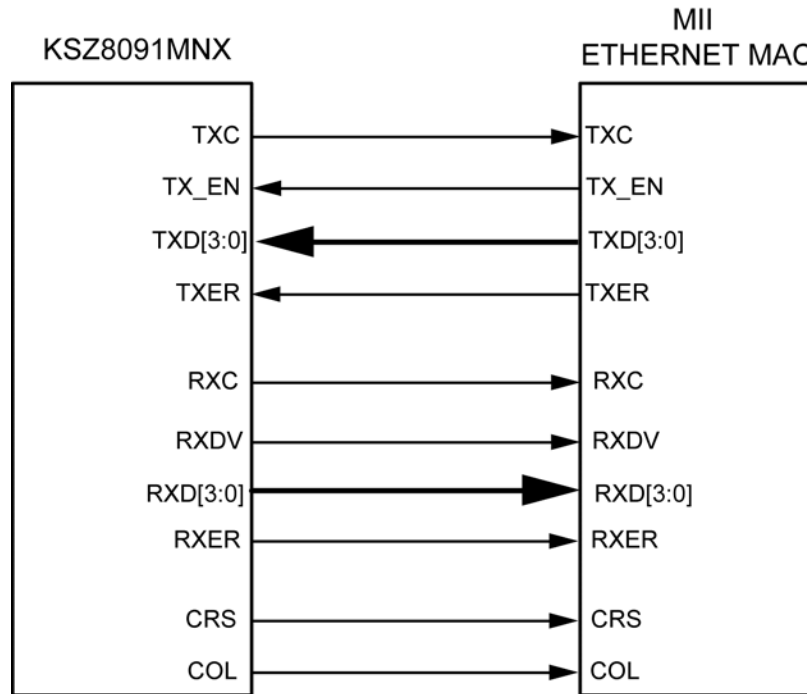 KSZ8091MNX
MII
ETHERNET MAC
TXC TXC
TX_EN TX_EN
TXD[3:0] TXD[3:0]
TXER TXER
RXC RXC
RXDV RXDV
RXD[3:0] RXD[3:0]
RXER RXER
CRS CRS
COL COL